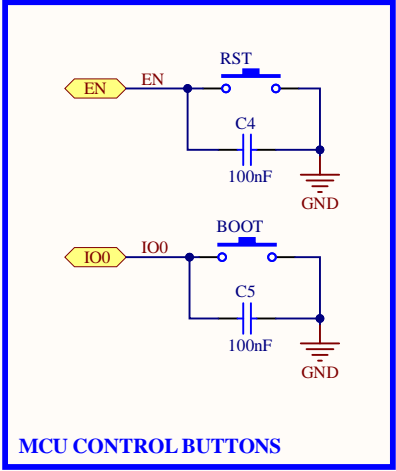 RST
EN EN
C4
100nF
GND
BOOT
IO0 IO0
C5
100nF
GND
MCU CONTROL BUTTONS